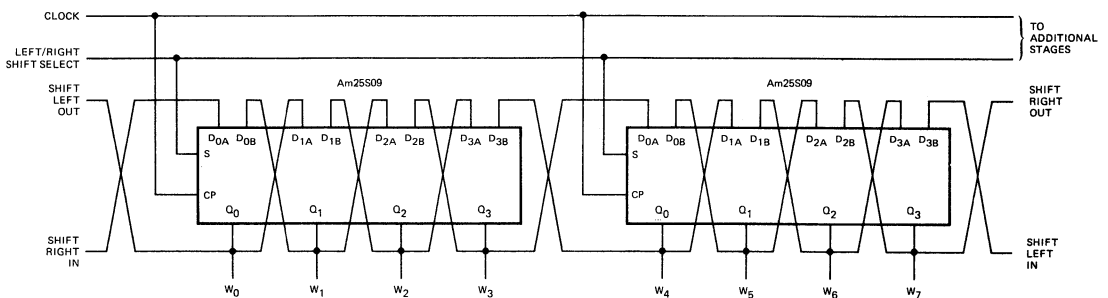 CLOCK
LEFT/RIGHT
SHIFT SELECT
TO
ADDITIONAL
STAGES
SHIFT
LEFT
OUT
Am25S09
Am25S09
SHIFT
RIGHT
OUT
D0A D0B D1A D1B D2A D2B D3A D3B
D0A D0B D1A D1B D2A D2B D3A D3B
S
S
CP
CP
Q0 Q1 Q2 Q3
Q0 Q1 Q2 Q3
SHIFT
RIGHT
IN
SHIFT
LEFT
IN
W0 W1 W2 W3 W4 W5 W6 W7